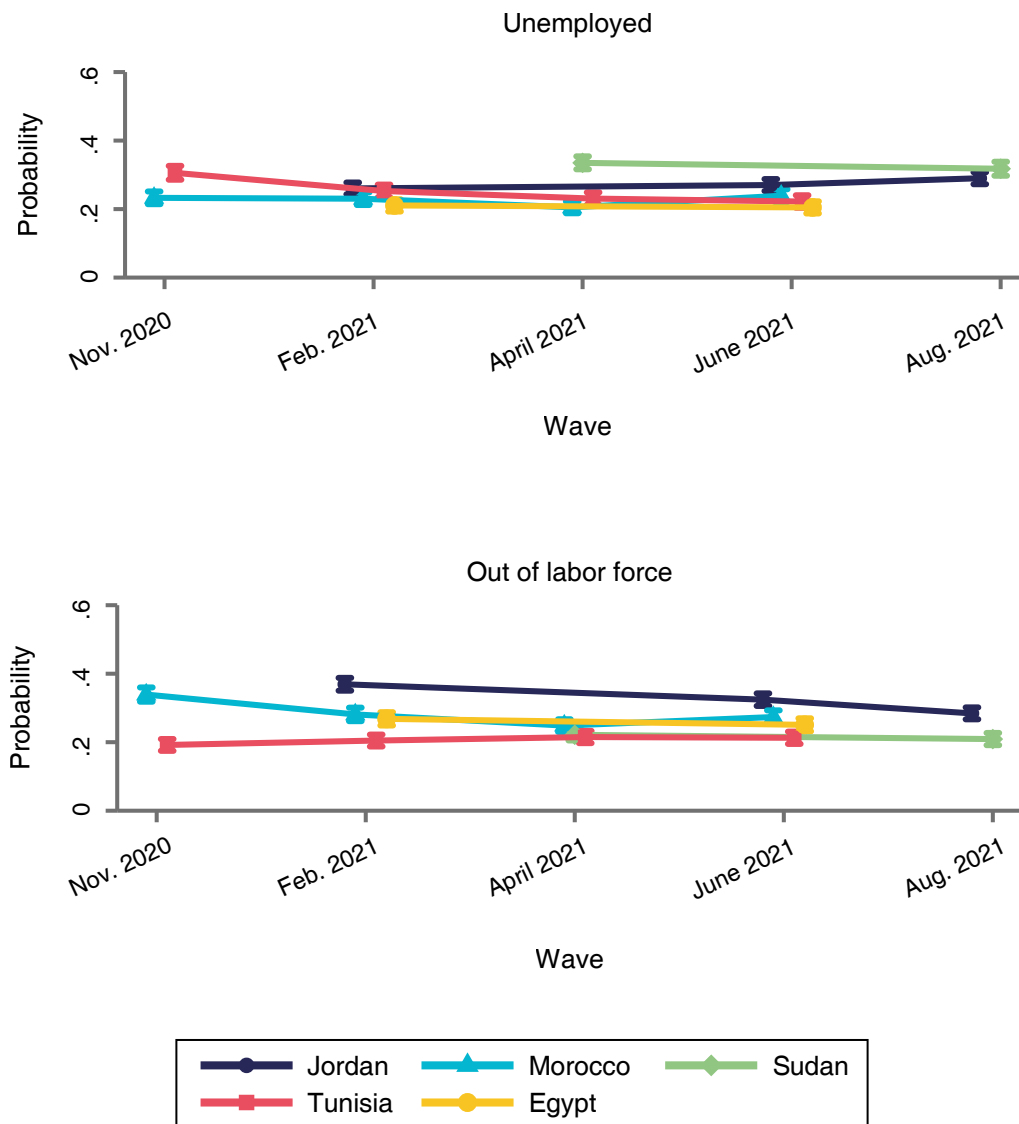 Unemployed
Probability
.6
.4
.2
0
Nov. 2020
Feb. 2021
April 2021
June 2021
Aug. 2021
Wave
Out of labor force
Probability
.6
.4
.2
0
Nov. 2020
Feb. 2021
April 2021
June 2021
Aug. 2021
Wave
Jordan Morocco Sudan
Tunisia Egypt